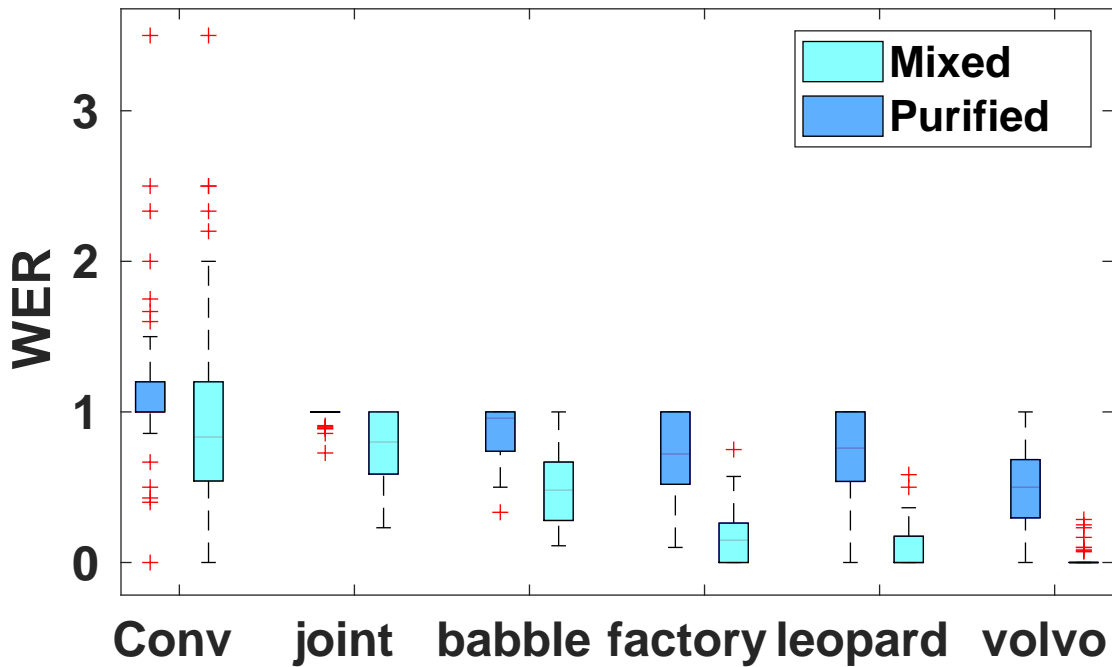 Mixed
Purified
3
2
1
0
WER
Conv joint babble factory leopard volvo